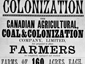 COLONIZATION
CANADIAN AGRICULTURAL,
COAL & COLONIZATION
COMPANY, LIMITED.
FARMERS
FARMS OF 160 ACRES EACH